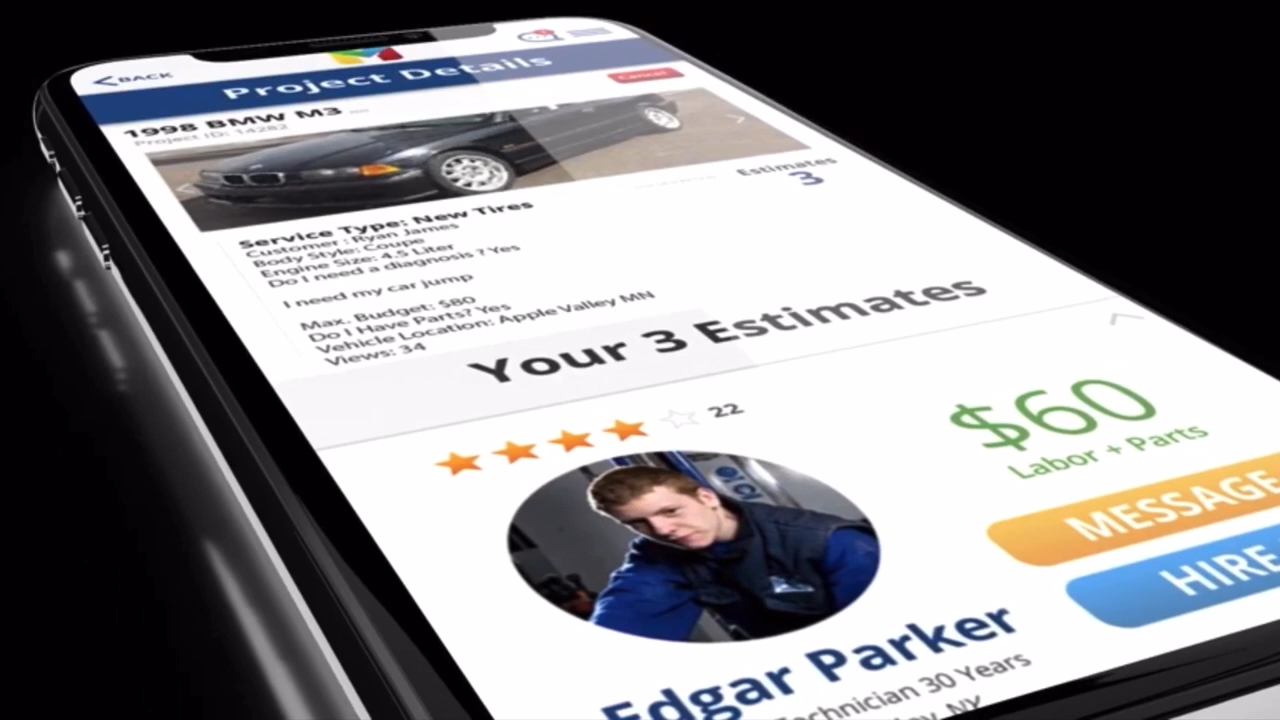 BACK
Project Details
Cancel
1998 BMW M3
Project ID: 14282
Estimates
3
Service Type: New Tires
Customer : Ryan James
Body Style: Coupe
Engine Size: 4.5 Liter
Do I need a diagnosis ? Yes
I need my car jump
Max. Budget: $80
Do I Have Parts? Yes
Vehicle Location: Apple Valley MN
Views: 34
Your 3 Estimates
22
$60
Labor + Parts
MESSAGE
HIRE
Edgar Parker
Technician 30 Years
NY